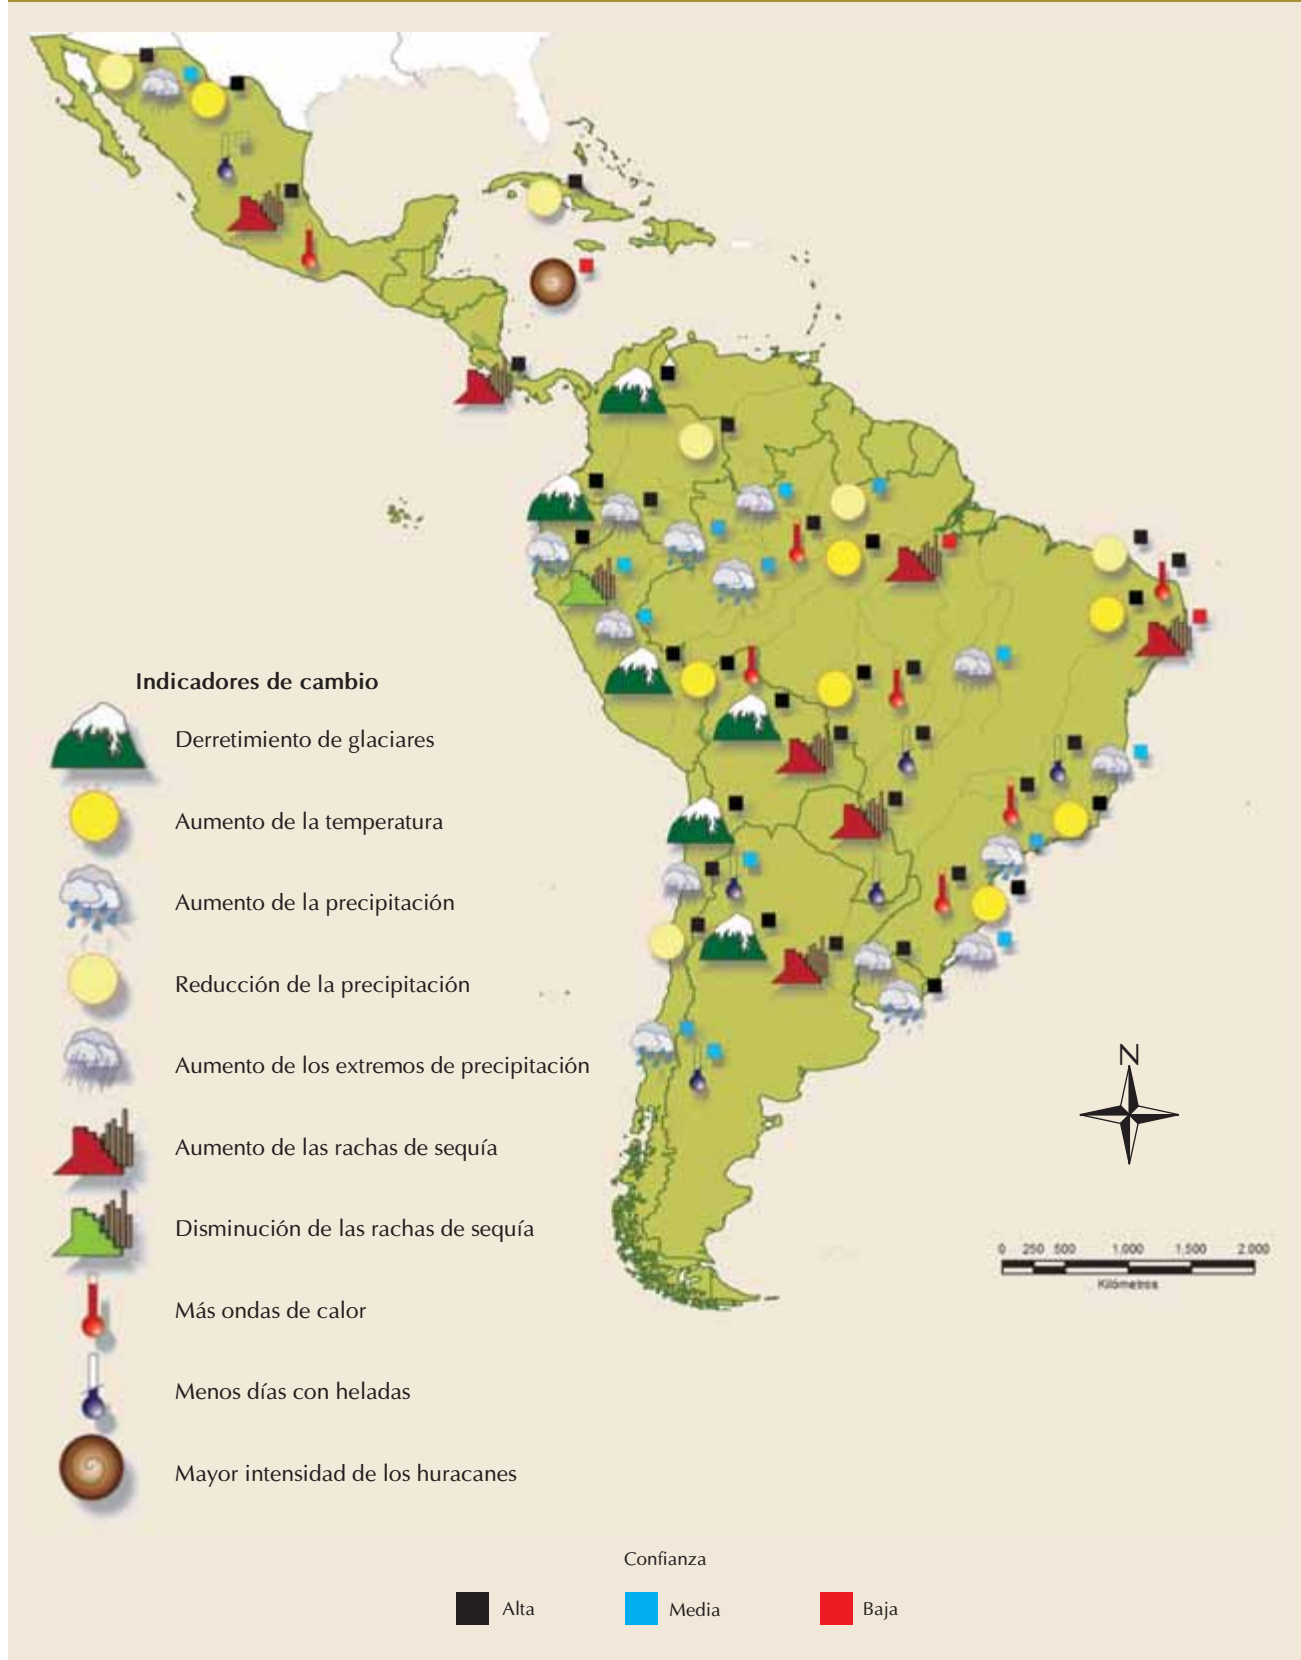 Indicadores de cambio
Derretimiento de glaciares
Aumento de la temperatura
Aumento de la precipitación
Reducción de la precipitación
Aumento de los extremos de precipitación
Aumento de las rachas de sequía
Disminución de las rachas de sequía
Más ondas de calor
Menos días con heladas
Mayor intensidad de los huracanes
N
0 250 500 1.000 1.500 2.000
Kilómetros
Confianza
Alta
Media
Baja